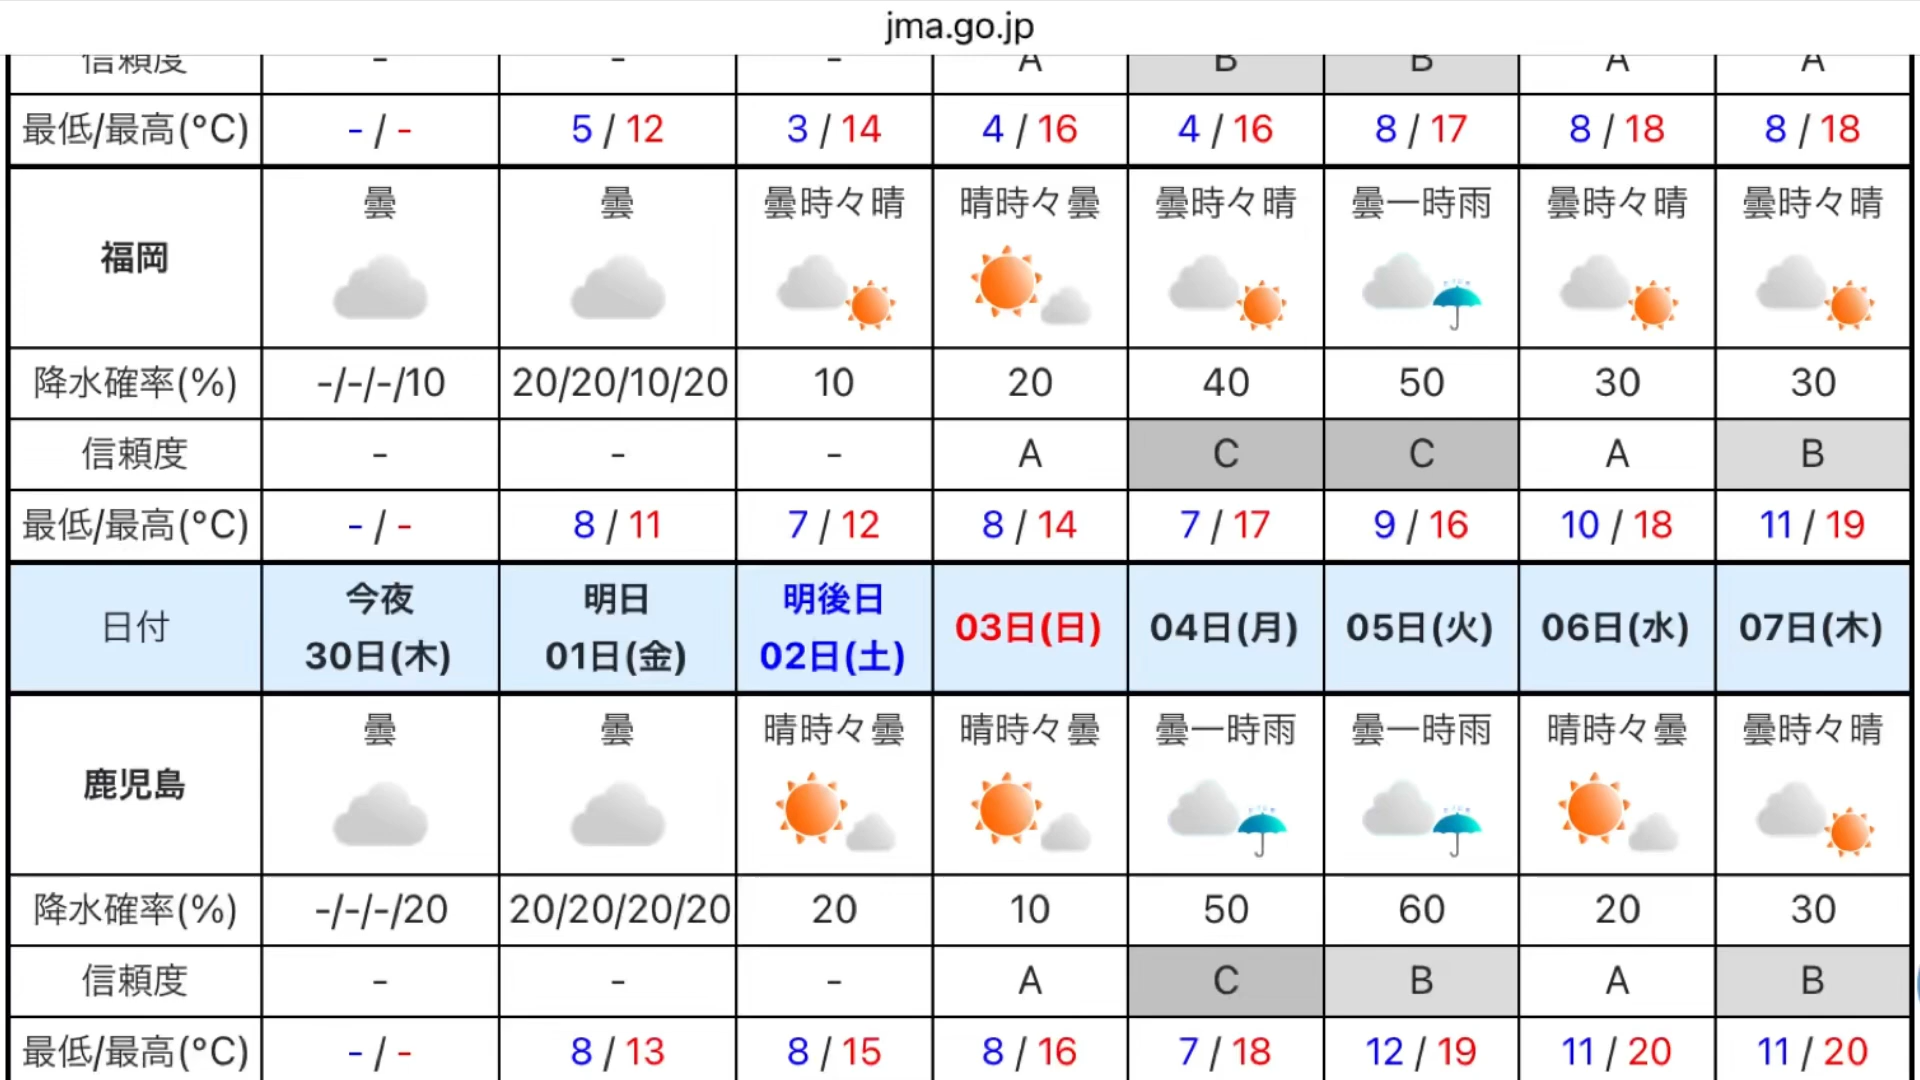 jma.go.jp
信頼度 - - - A B B A A
最低/最高(°C) - / - 5 / 12 3 / 14 4 / 16 4 / 16 8 / 17 8 / 18 8 / 18
福岡 曇 曇 曇時々晴 晴時々曇 曇時々晴 曇一時雨 曇時々晴 曇時々晴
降水確率(%) -/-/-/10 20/20/10/20 10 20 40 50 30 30
信頼度 - - - A C C A B
最低/最高(°C) - / - 8 / 11 7 / 12 8 / 14 7 / 17 9 / 16 10 / 18 11 / 19
日付 今夜 30日(木) 明日 01日(金) 明後日 02日(土) 03日(日) 04日(月) 05日(火) 06日(水) 07日(木)
鹿児島 曇 曇 晴時々曇 晴時々曇 曇一時雨 曇一時雨 晴時々曇 曇時々晴
降水確率(%) -/-/-/20 20/20/20/20 20 10 50 60 20 30
信頼度 - - - A C B A B
最低/最高(°C) - / - 8 / 13 8 / 15 8 / 16 7 / 18 12 / 19 11 / 20 11 / 20